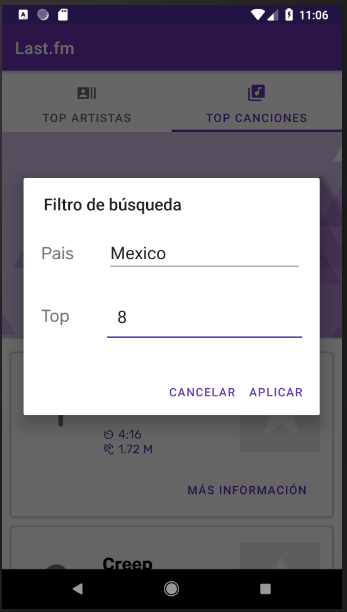 11:06
Last.fm
TOP ARTISTAS
TOP CANCIONES
Filtro de búsqueda
Pais Mexico
Top 8
CANCELAR APLICAR
4:16
1.72 M
MÁS INFORMACIÓN
Creep